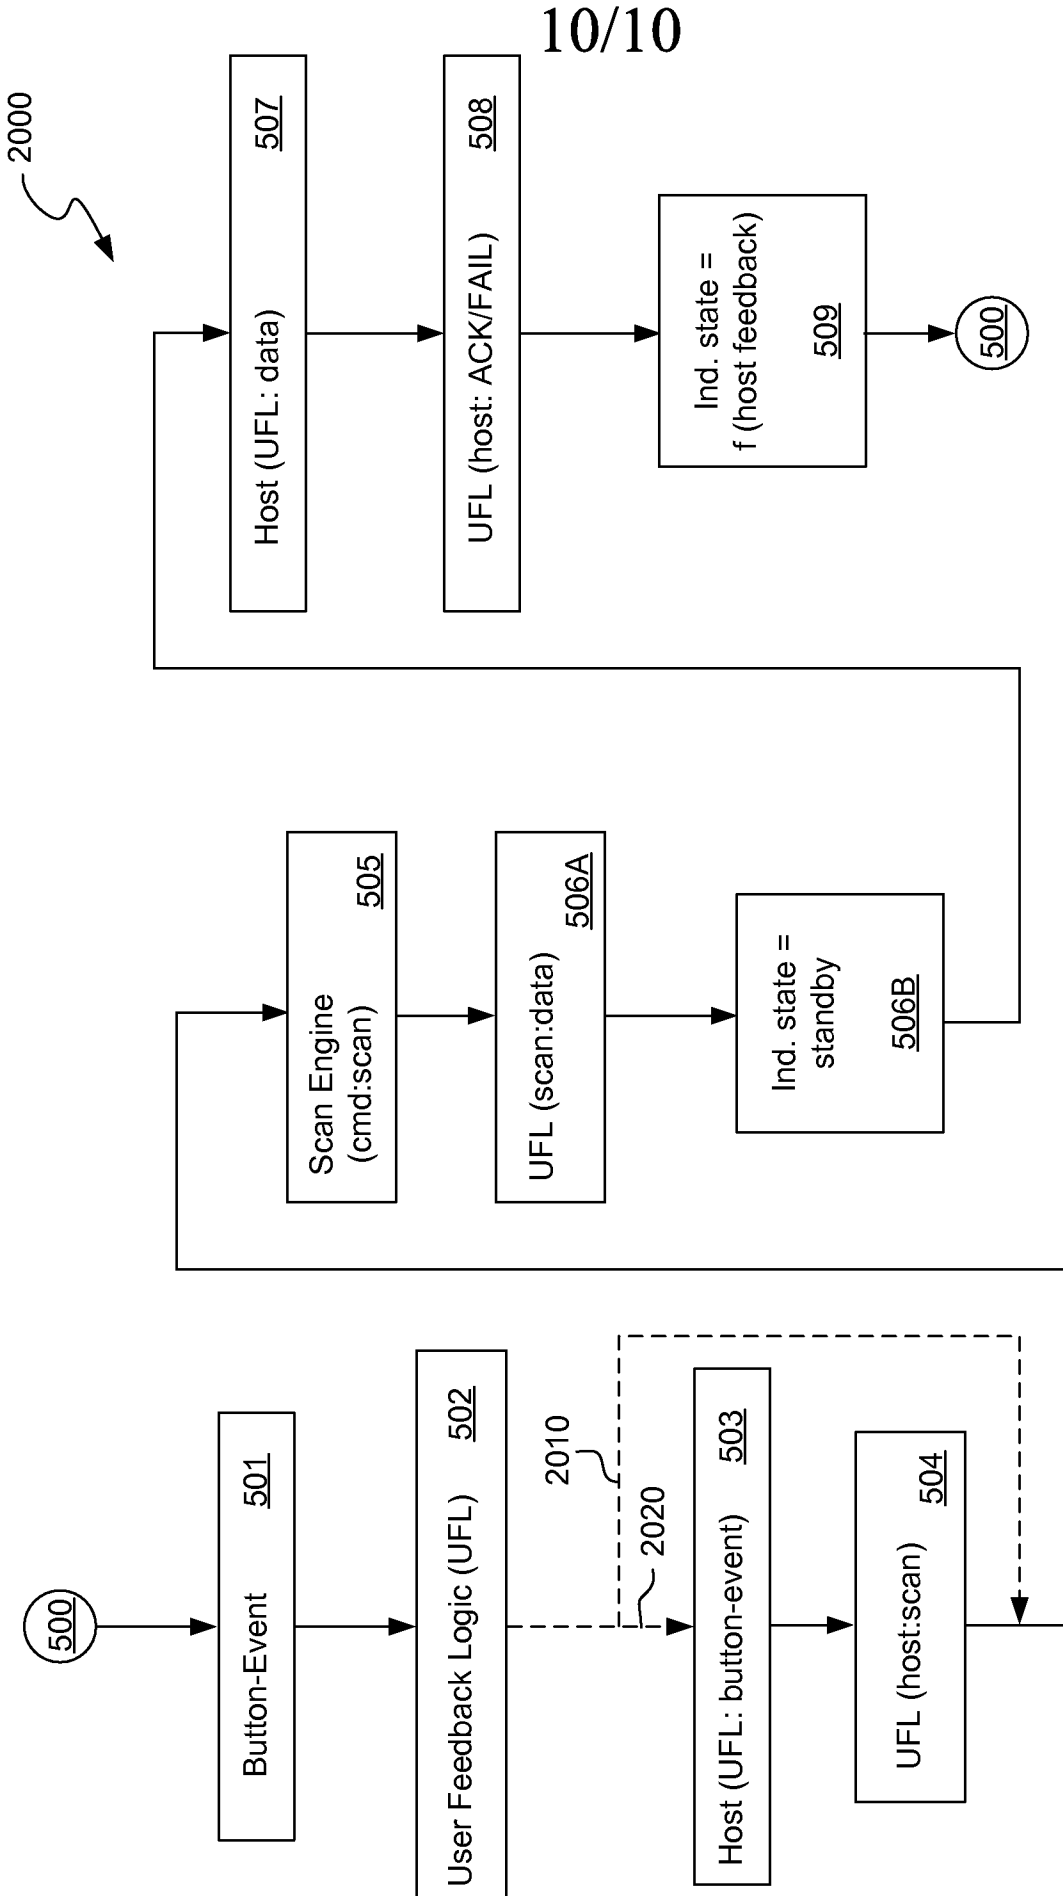 10/10
2000
500
Button-Event 501
User Feedback Logic (UFL) 502
2010
2020
Host (UFL: button-event) 503
UFL (host:scan) 504
Scan Engine
(cmd:scan)
505
UFL (scan:data)
506A
Ind. state =
standby
506B
Host (UFL: data) 507
UFL (host: ACK/FAIL) 508
Ind. state =
f (host feedback)
509
500